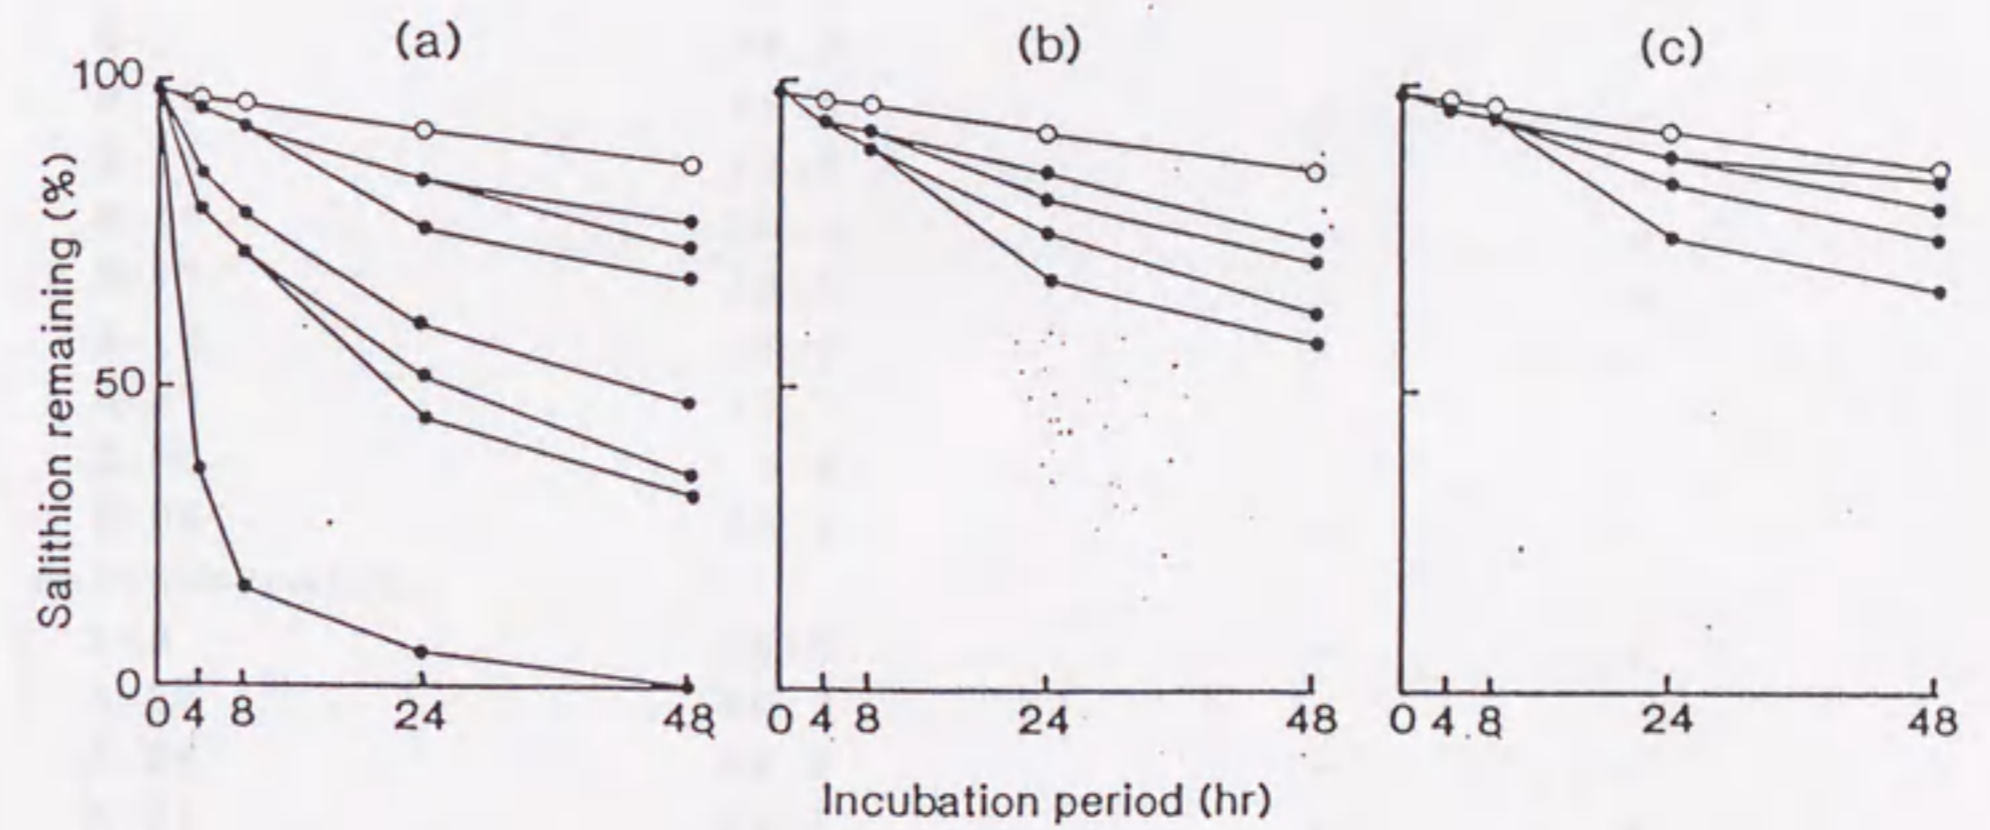 (a) (b) (c)
100
50
0
Salithion remaining (%)
0 4 8 24 48
0 4 8 24 48
0 4 8 24 48
Incubation period (hr)